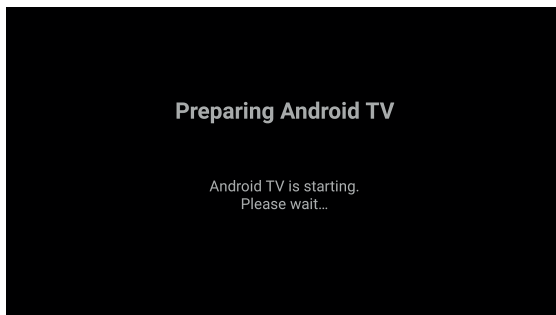 Preparing Android TV
Android TV is starting.
Please wait…